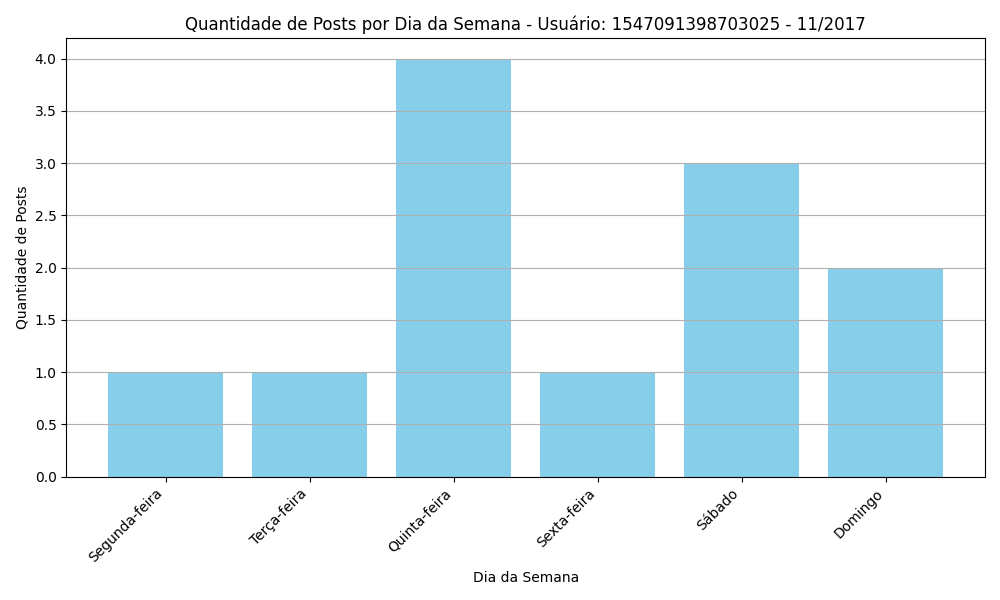 Quantidade de Posts por Dia da Semana - Usuário: 1547091398703025 - 11/2017
Quantidade de Posts
4.0
3.5
3.0
2.5
2.0
1.5
1.0
0.5
0.0
Segunda-feira
Terça-feira
Quinta-feira
Sexta-feira
Sábado
Domingo
Dia da Semana